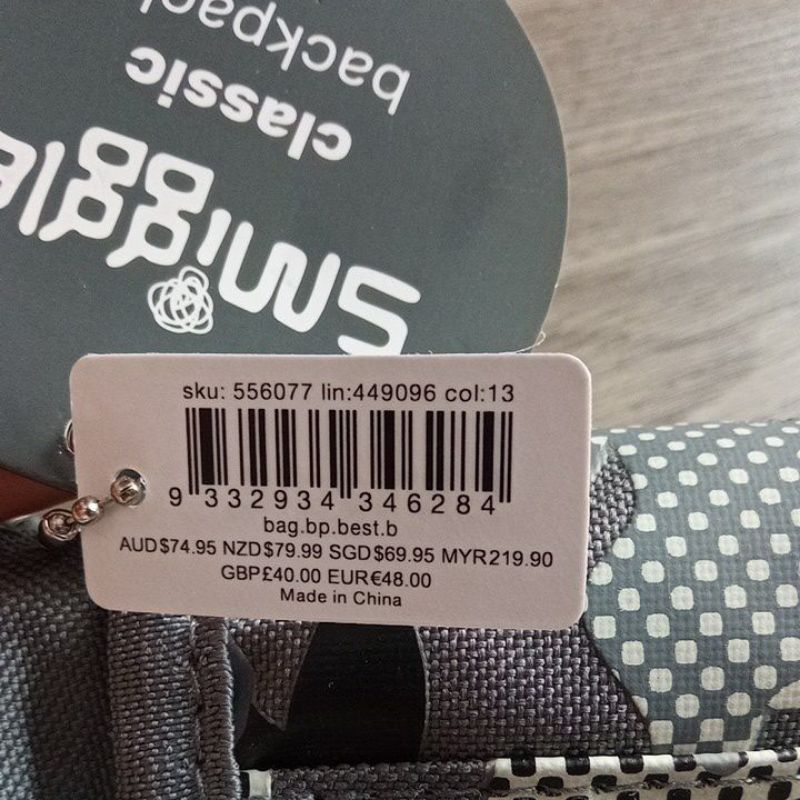 Smiggle
classic
backpack
sku: 556077 lin:449096 col:13
9 332934 346284
bag.bp.best.b
AUD$74.95 NZD$79.99 SGD$69.95 MYR219.90
GBP£40.00 EUR€48.00
Made in China